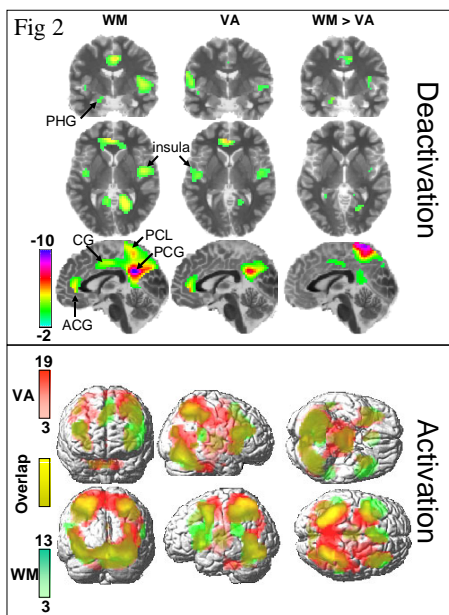 Fig 2
WM VA WM > VA
PHG
insula
Deactivation
-10
-2
CG
PCL
PCG
ACG
19
VA
3
Overlap
13
WM
3
Activation